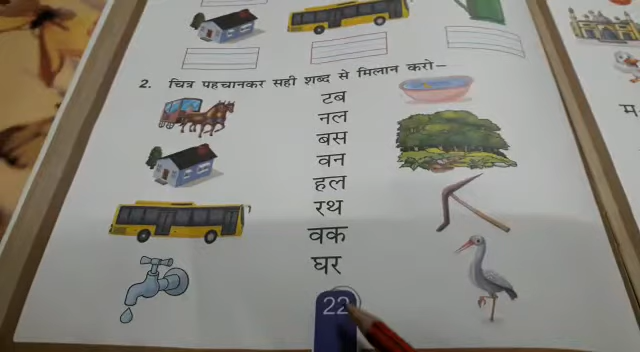 2. चित्र पहचानकर सही शब्द से मिलान करो–
टब
नल
बस
वन
हल
रथ
वक
घर
22
म